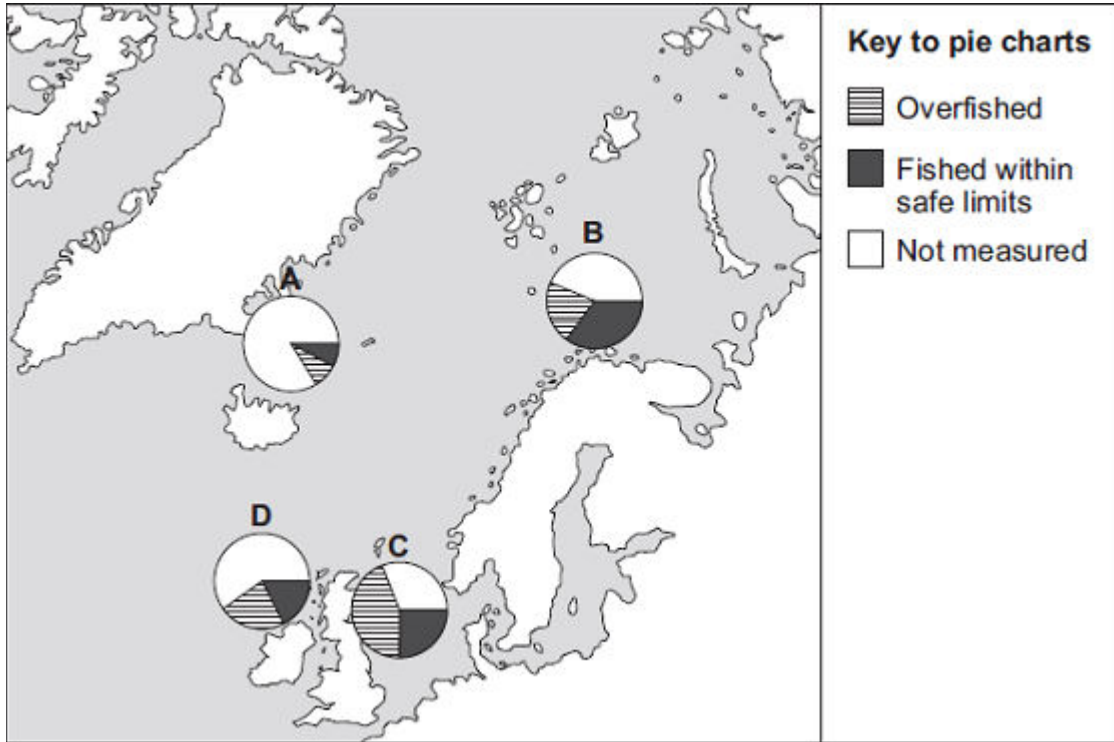 Key to pie charts
Overfished
Fished within
safe limits
Not measured
A
B
C
D